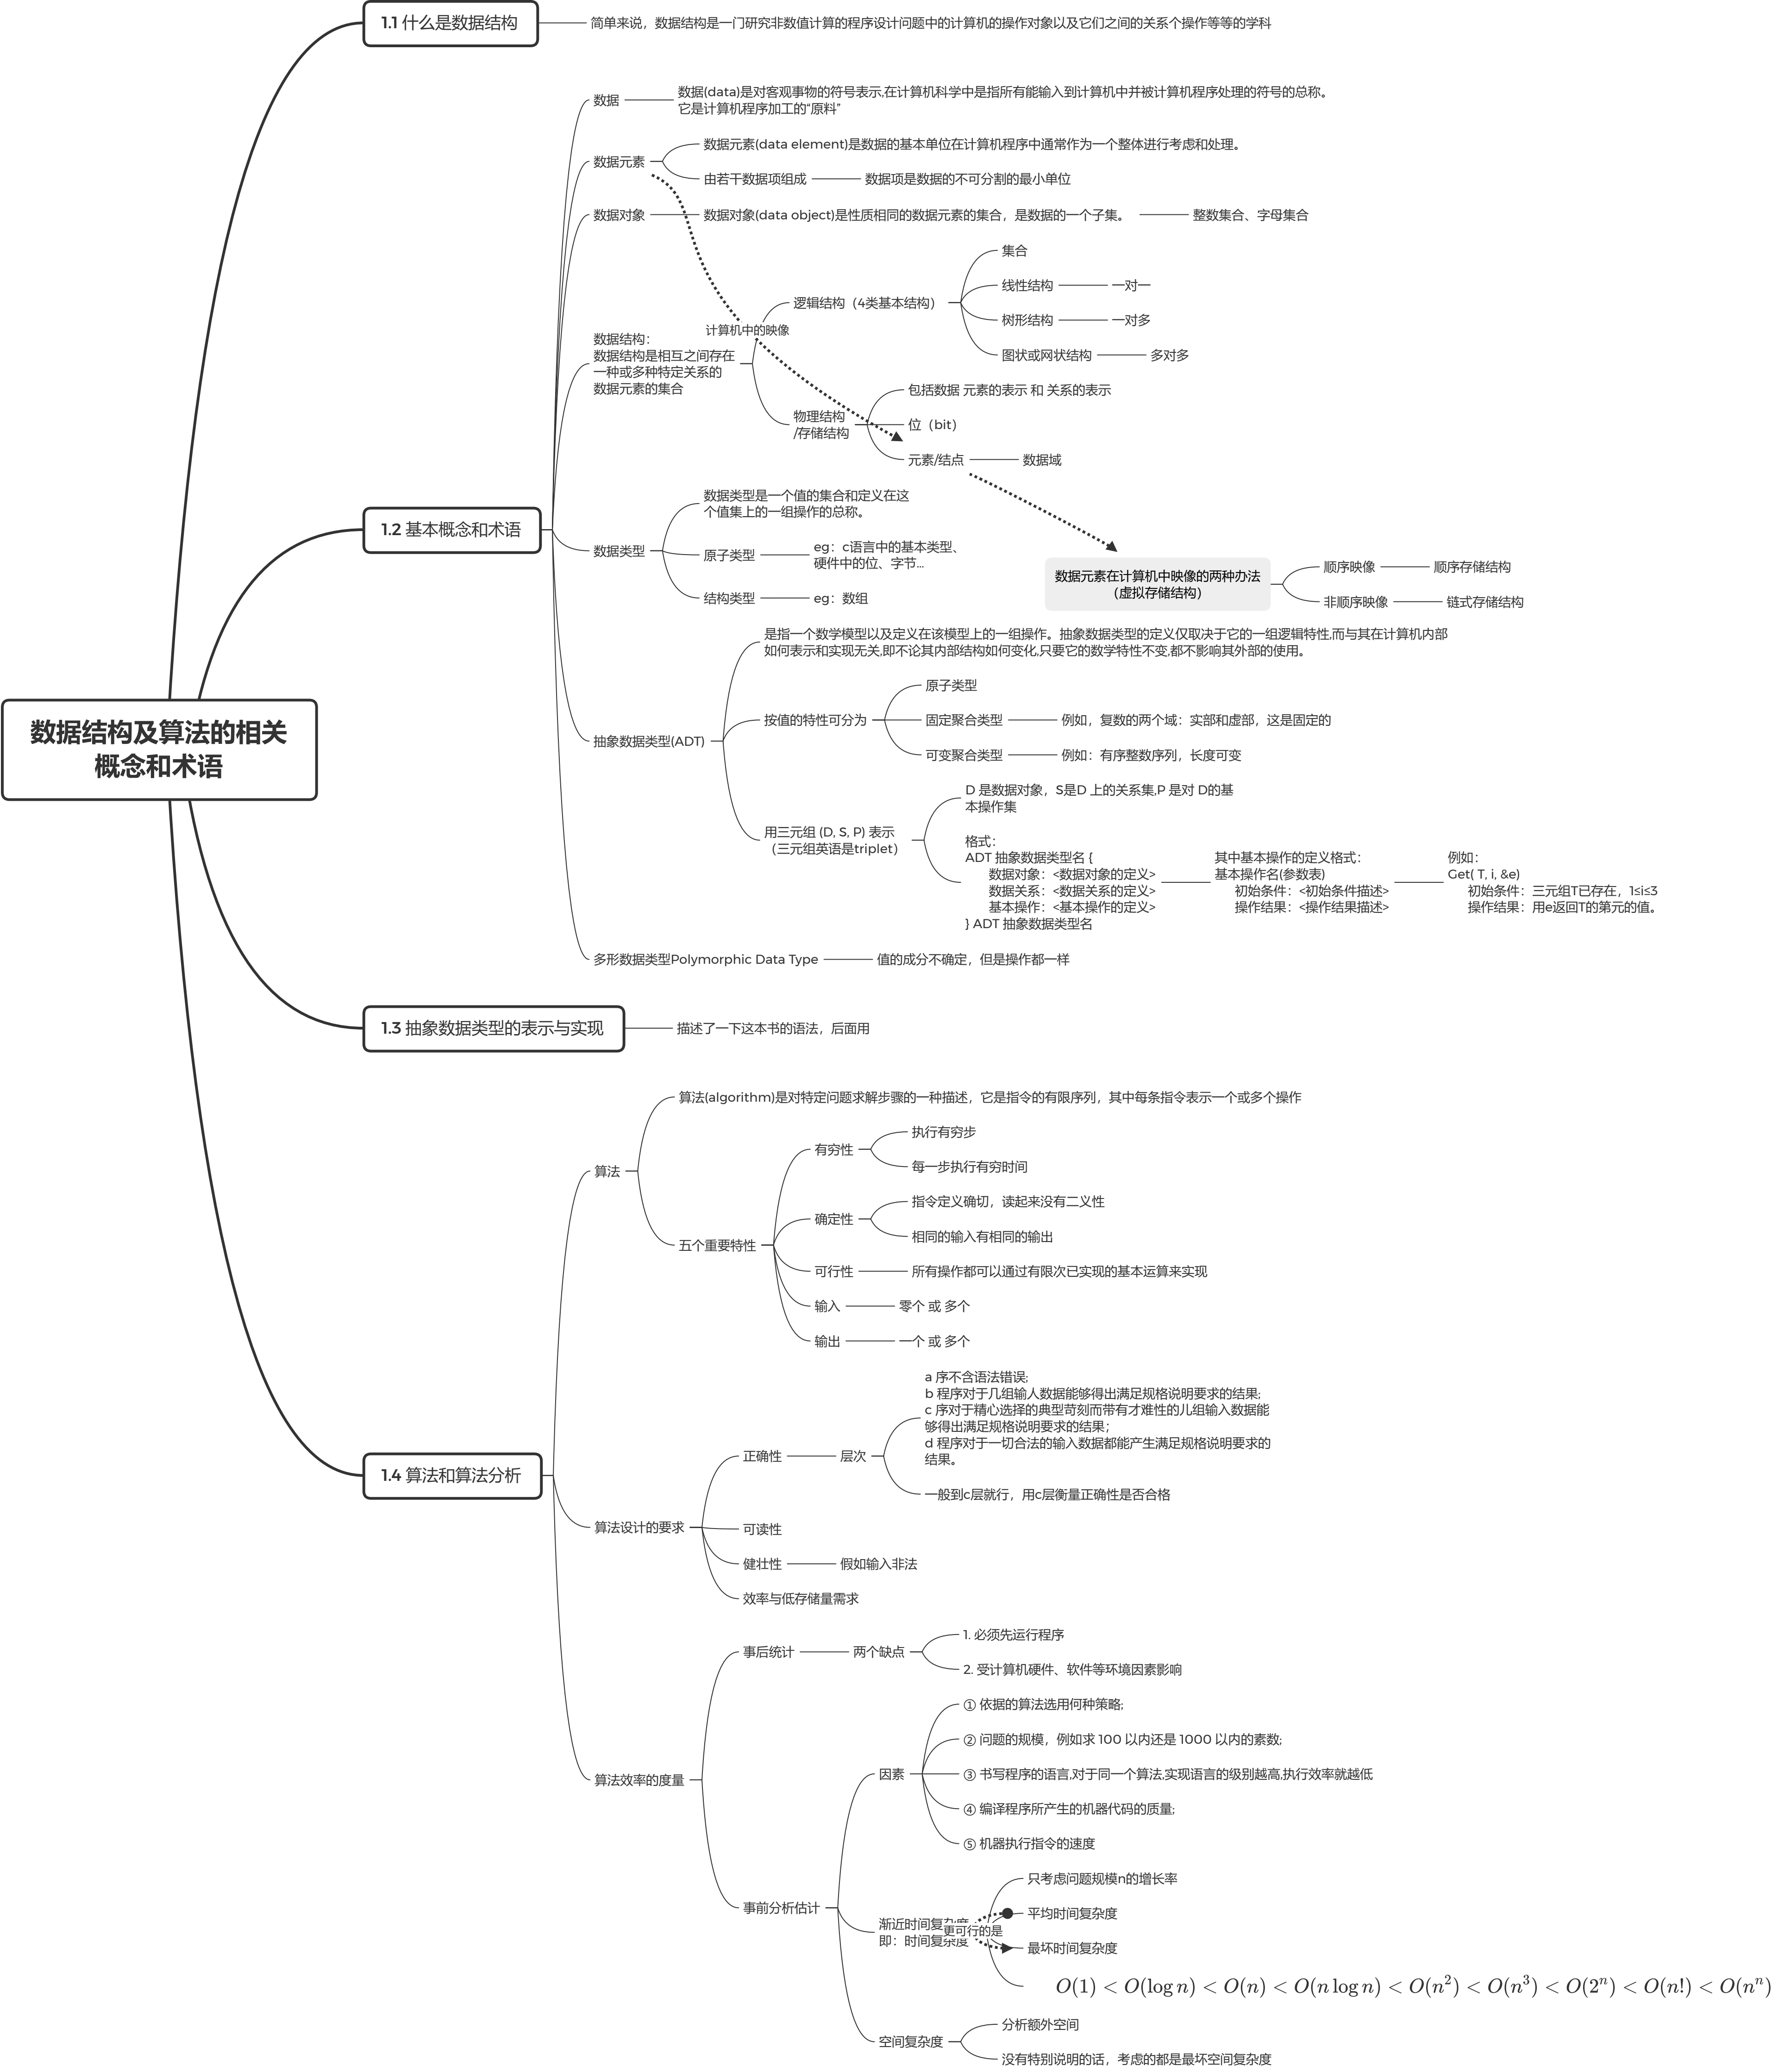 数据结构及算法的相关
概念和术语
1.1 什么是数据结构
简单来说，数据结构是一门研究非数值计算的程序设计问题中的计算机的操作对象以及它们之间的关系个操作等等的学科
1.2 基本概念和术语
数据
数据(data)是对客观事物的符号表示,在计算机科学中是指所有能输入到计算机中并被计算机程序处理的符号的总称。
它是计算机程序加工的“原料”
数据元素
数据元素(data element)是数据的基本单位在计算机程序中通常作为一个整体进行考虑和处理。
由若干数据项组成
数据项是数据的不可分割的最小单位
数据对象
数据对象(data object)是性质相同的数据元素的集合，是数据的一个子集。
整数集合、字母集合
计算机中的映像
数据结构：
数据结构是相互之间存在
一种或多种特定关系的
数据元素的集合
逻辑结构（4类基本结构）
集合
线性结构
一对一
树形结构
一对多
图状或网状结构
多对多
物理结构
/存储结构
包括数据 元素的表示 和 关系的表示
位（bit）
元素/结点
数据域
数据类型
数据类型是一个值的集合和定义在这
个值集上的一组操作的总称。
原子类型
eg：c语言中的基本类型、
硬件中的位、字节...
结构类型
eg：数组
数据元素在计算机中映像的两种办法
（虚拟存储结构）
顺序映像
顺序存储结构
非顺序映像
链式存储结构
抽象数据类型(ADT)
是指一个数学模型以及定义在该模型上的一组操作。抽象数据类型的定义仅取决于它的一组逻辑特性,而与其在计算机内部
如何表示和实现无关,即不论其内部结构如何变化,只要它的数学特性不变,都不影响其外部的使用。
按值的特性可分为
原子类型
固定聚合类型
例如，复数的两个域：实部和虚部，这是固定的
可变聚合类型
例如：有序整数序列，长度可变
用三元组 (D, S, P) 表示
（三元组英语是triplet）
D 是数据对象，S是D 上的关系集,P 是对 D的基
本操作集
格式：
ADT 抽象数据类型名 {
数据对象：<数据对象的定义>
数据关系：<数据关系的定义>
基本操作：<基本操作的定义>
} ADT 抽象数据类型名
其中基本操作的定义格式：
基本操作名(参数表)
初始条件：<初始条件描述>
操作结果：<操作结果描述>
例如：
Get( T, i, &e)
初始条件：三元组T已存在，1≤i≤3
操作结果：用e返回T的第元的值。
多形数据类型Polymorphic Data Type
值的成分不确定，但是操作都一样
1.3 抽象数据类型的表示与实现
描述了一下这本书的语法，后面用
1.4 算法和算法分析
算法
算法(algorithm)是对特定问题求解步骤的一种描述，它是指令的有限序列，其中每条指令表示一个或多个操作
五个重要特性
有穷性
执行有穷步
每一步执行有穷时间
确定性
指令定义确切，读起来没有二义性
相同的输入有相同的输出
可行性
所有操作都可以通过有限次已实现的基本运算来实现
输入
零个 或 多个
输出
一个 或 多个
算法设计的要求
正确性
层次
a 序不含语法错误;
b 程序对于几组输人数据能够得出满足规格说明要求的结果;
c 序对于精心选择的典型苛刻而带有才难性的儿组输入数据能
够得出满足规格说明要求的结果；
d 程序对于一切合法的输入数据都能产生满足规格说明要求的
结果。
一般到c层就行，用c层衡量正确性是否合格
可读性
健壮性
假如输入非法
效率与低存储量需求
算法效率的度量
事后统计
两个缺点
1. 必须先运行程序
2. 受计算机硬件、软件等环境因素影响
事前分析估计
因素
① 依据的算法选用何种策略;
② 问题的规模，例如求 100 以内还是 1000 以内的素数;
③ 书写程序的语言,对于同一个算法,实现语言的级别越高,执行效率就越低
④ 编译程序所产生的机器代码的质量;
⑤ 机器执行指令的速度
渐近时间复杂度
即：时间复杂度
更可行的是
只考虑问题规模n的增长率
平均时间复杂度
最坏时间复杂度
O(1) < O(log n) < O(n) < O(n log n) < O(n²) < O(n³) < O(2ⁿ) < O(n!) < O(nⁿ)
空间复杂度
分析额外空间
没有特别说明的话，考虑的都是最坏空间复杂度